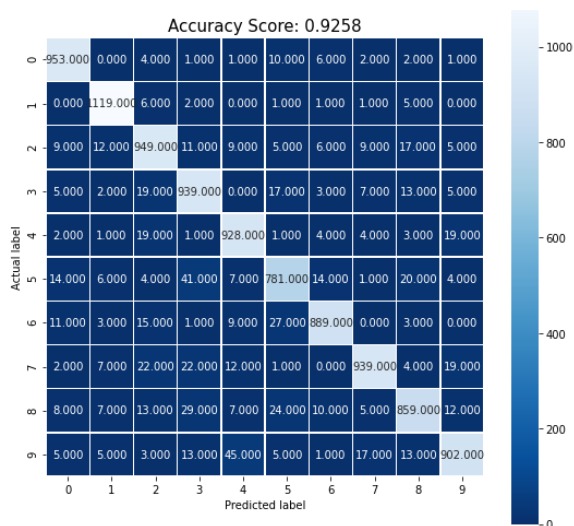 Accuracy Score: 0.9258
0 953.000 0.000 4.000 1.000 1.000 10.000 6.000 2.000 2.000 1.000
1 0.000 1119.000 6.000 2.000 0.000 1.000 1.000 1.000 5.000 0.000
2 9.000 12.000 949.000 11.000 9.000 5.000 6.000 9.000 17.000 5.000
3 5.000 2.000 19.000 939.000 0.000 17.000 3.000 7.000 13.000 5.000
4 2.000 1.000 19.000 1.000 928.000 1.000 4.000 4.000 3.000 19.000
5 14.000 6.000 4.000 41.000 7.000 781.000 14.000 1.000 20.000 4.000
6 11.000 3.000 15.000 1.000 9.000 27.000 889.000 0.000 3.000 0.000
7 2.000 7.000 22.000 22.000 12.000 1.000 0.000 939.000 4.000 19.000
8 8.000 7.000 13.000 29.000 7.000 24.000 10.000 5.000 859.000 12.000
9 5.000 5.000 3.000 13.000 45.000 5.000 1.000 17.000 13.000 902.000
0 1 2 3 4 5 6 7 8 9
Predicted label
Actual label
1000
800
600
400
200
0